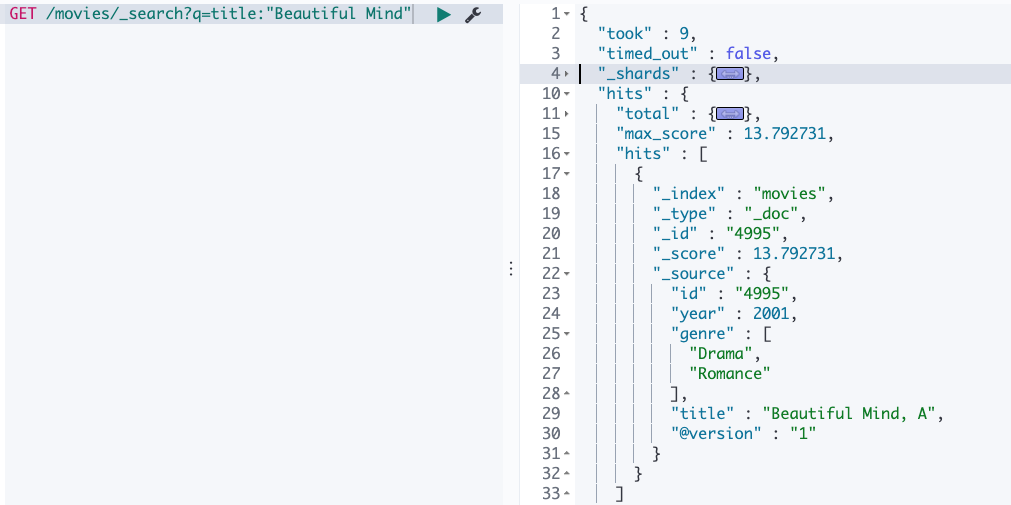 GET /movies/_search?q=title:"Beautiful Mind"
1 {
2 "took" : 9,
3 "timed_out" : false,
4 "_shards" : {},
10 "hits" : {
11 "total" : {},
15 "max_score" : 13.792731,
16 "hits" : [
17 {
18 "_index" : "movies",
19 "_type" : "_doc",
20 "_id" : "4995",
21 "_score" : 13.792731,
22 "_source" : {
23 "id" : "4995",
24 "year" : 2001,
25 "genre" : [
26 "Drama",
27 "Romance"
28 ],
29 "title" : "Beautiful Mind, A",
30 "@version" : "1"
31 }
32 }
33 ]